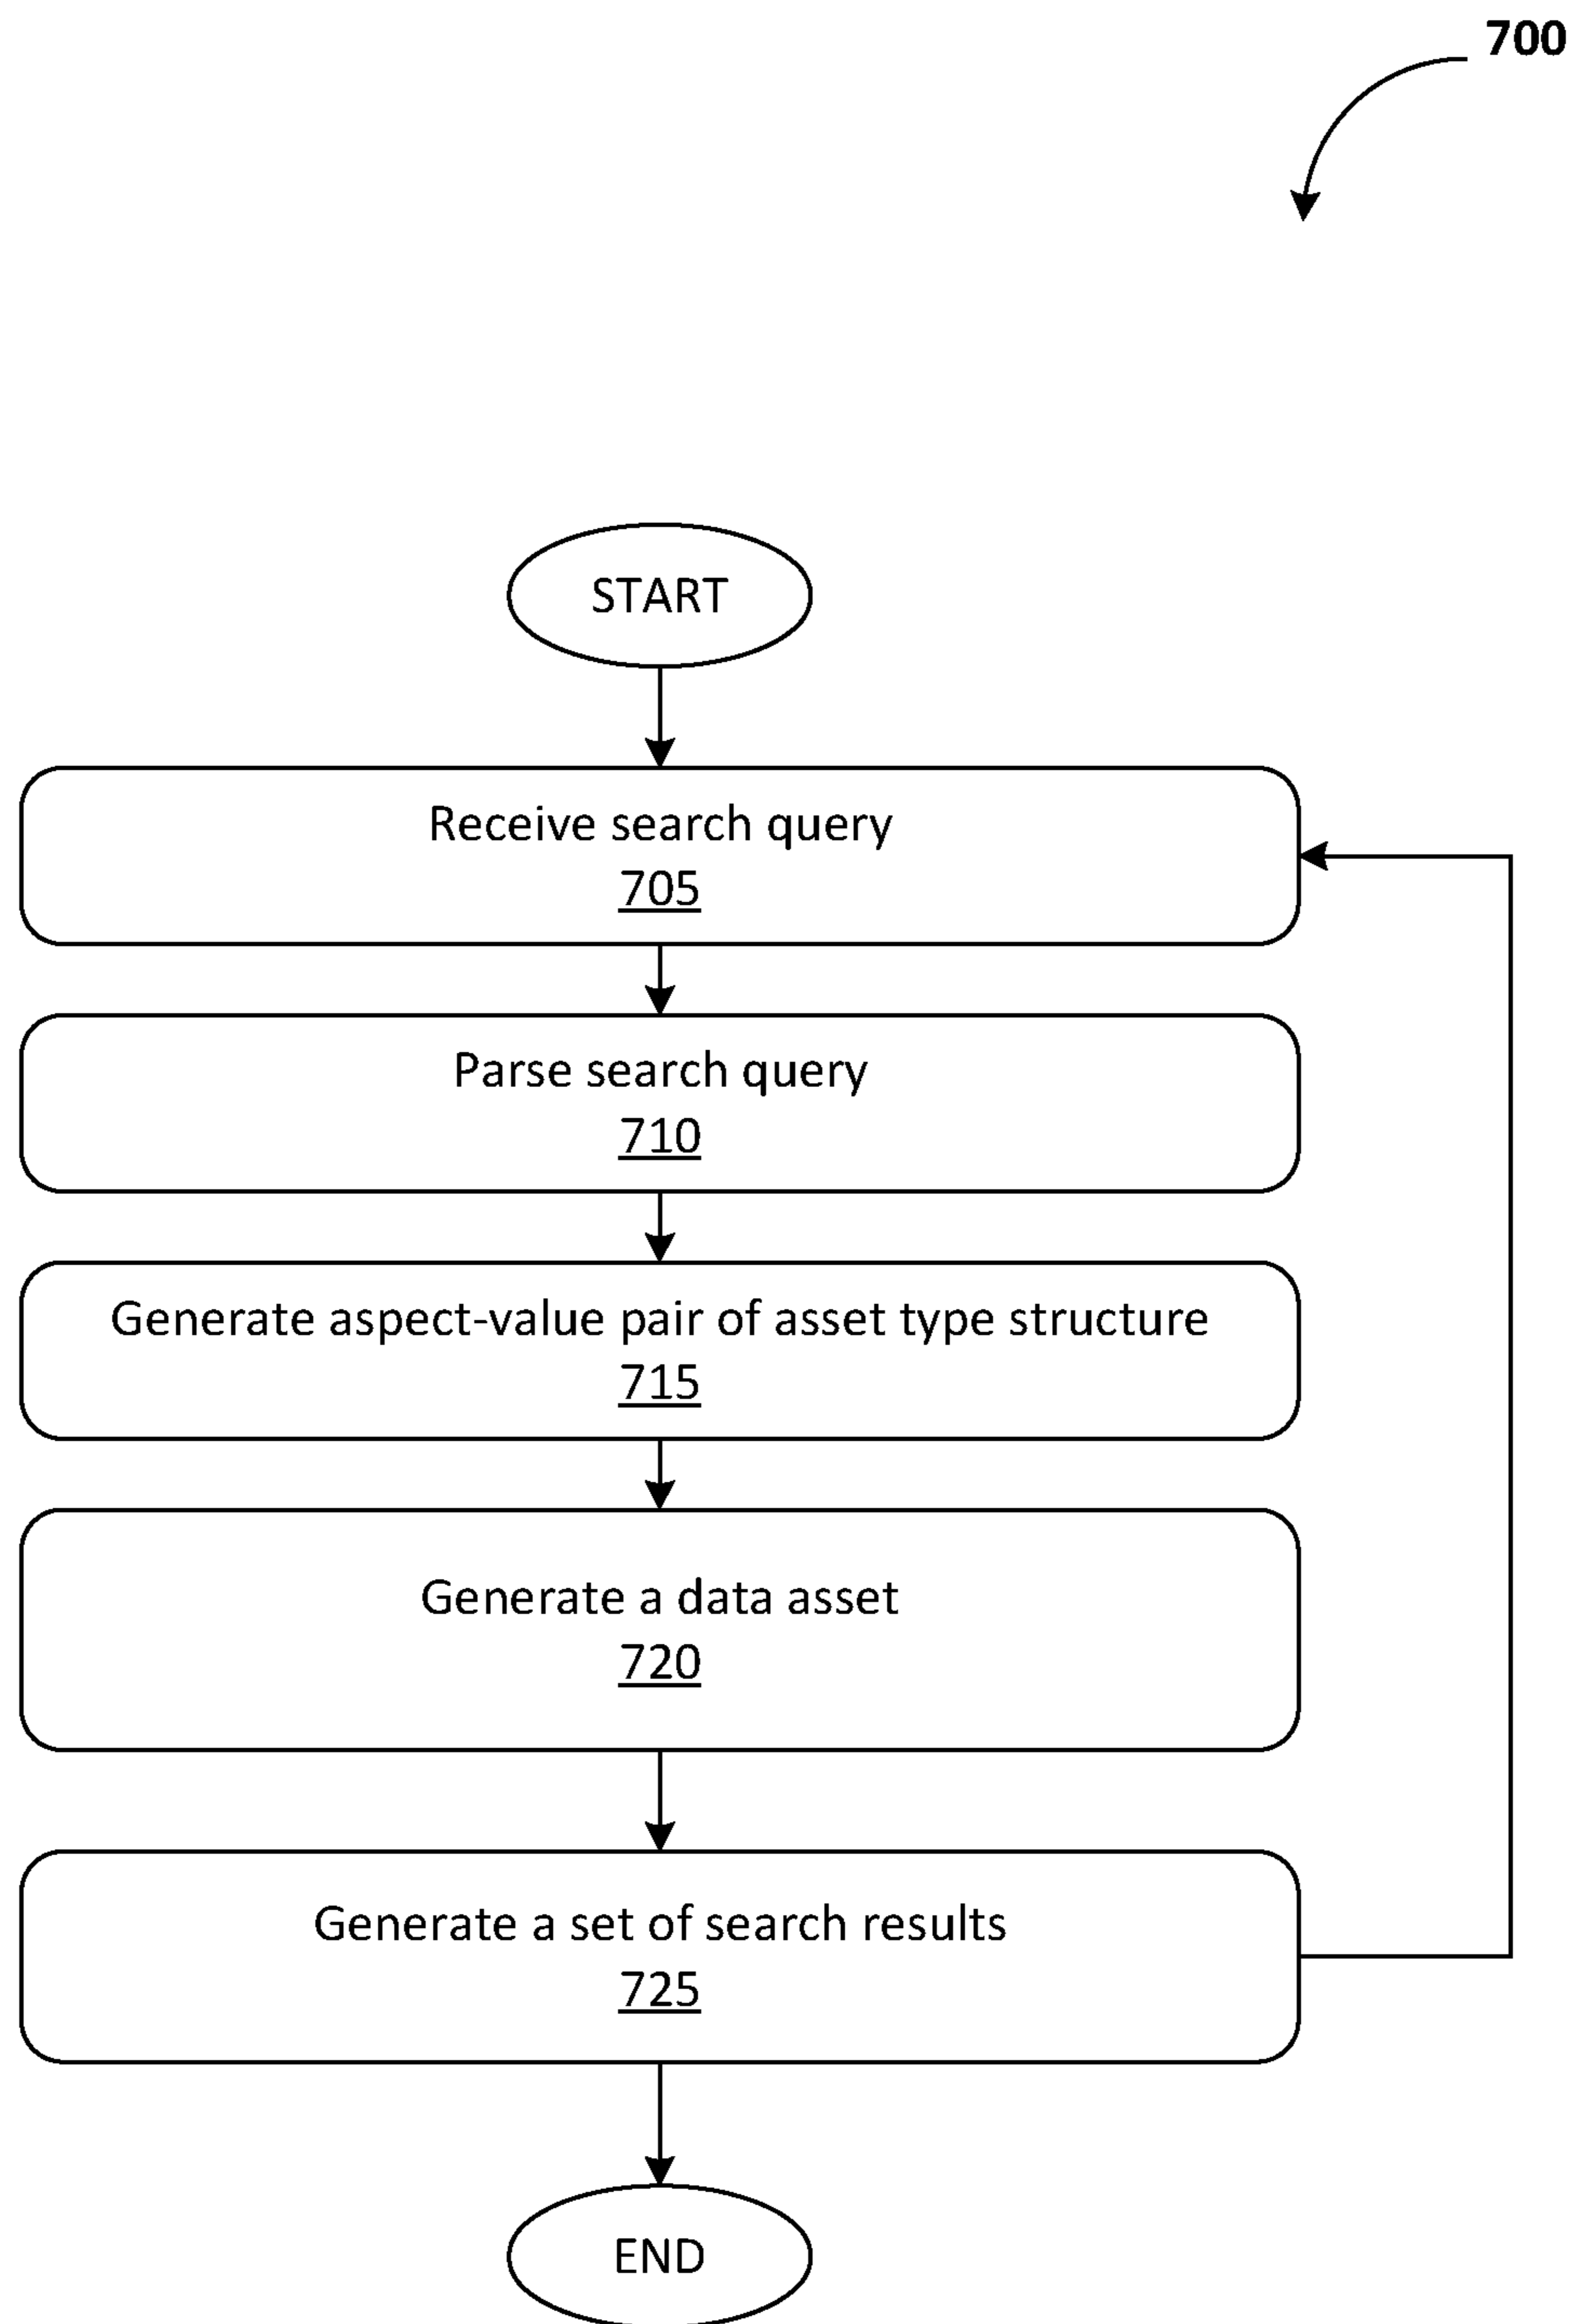 700
START
Receive search query
705
Parse search query
710
Generate aspect-value pair of asset type structure
715
Generate a data asset
720
Generate a set of search results
725
END